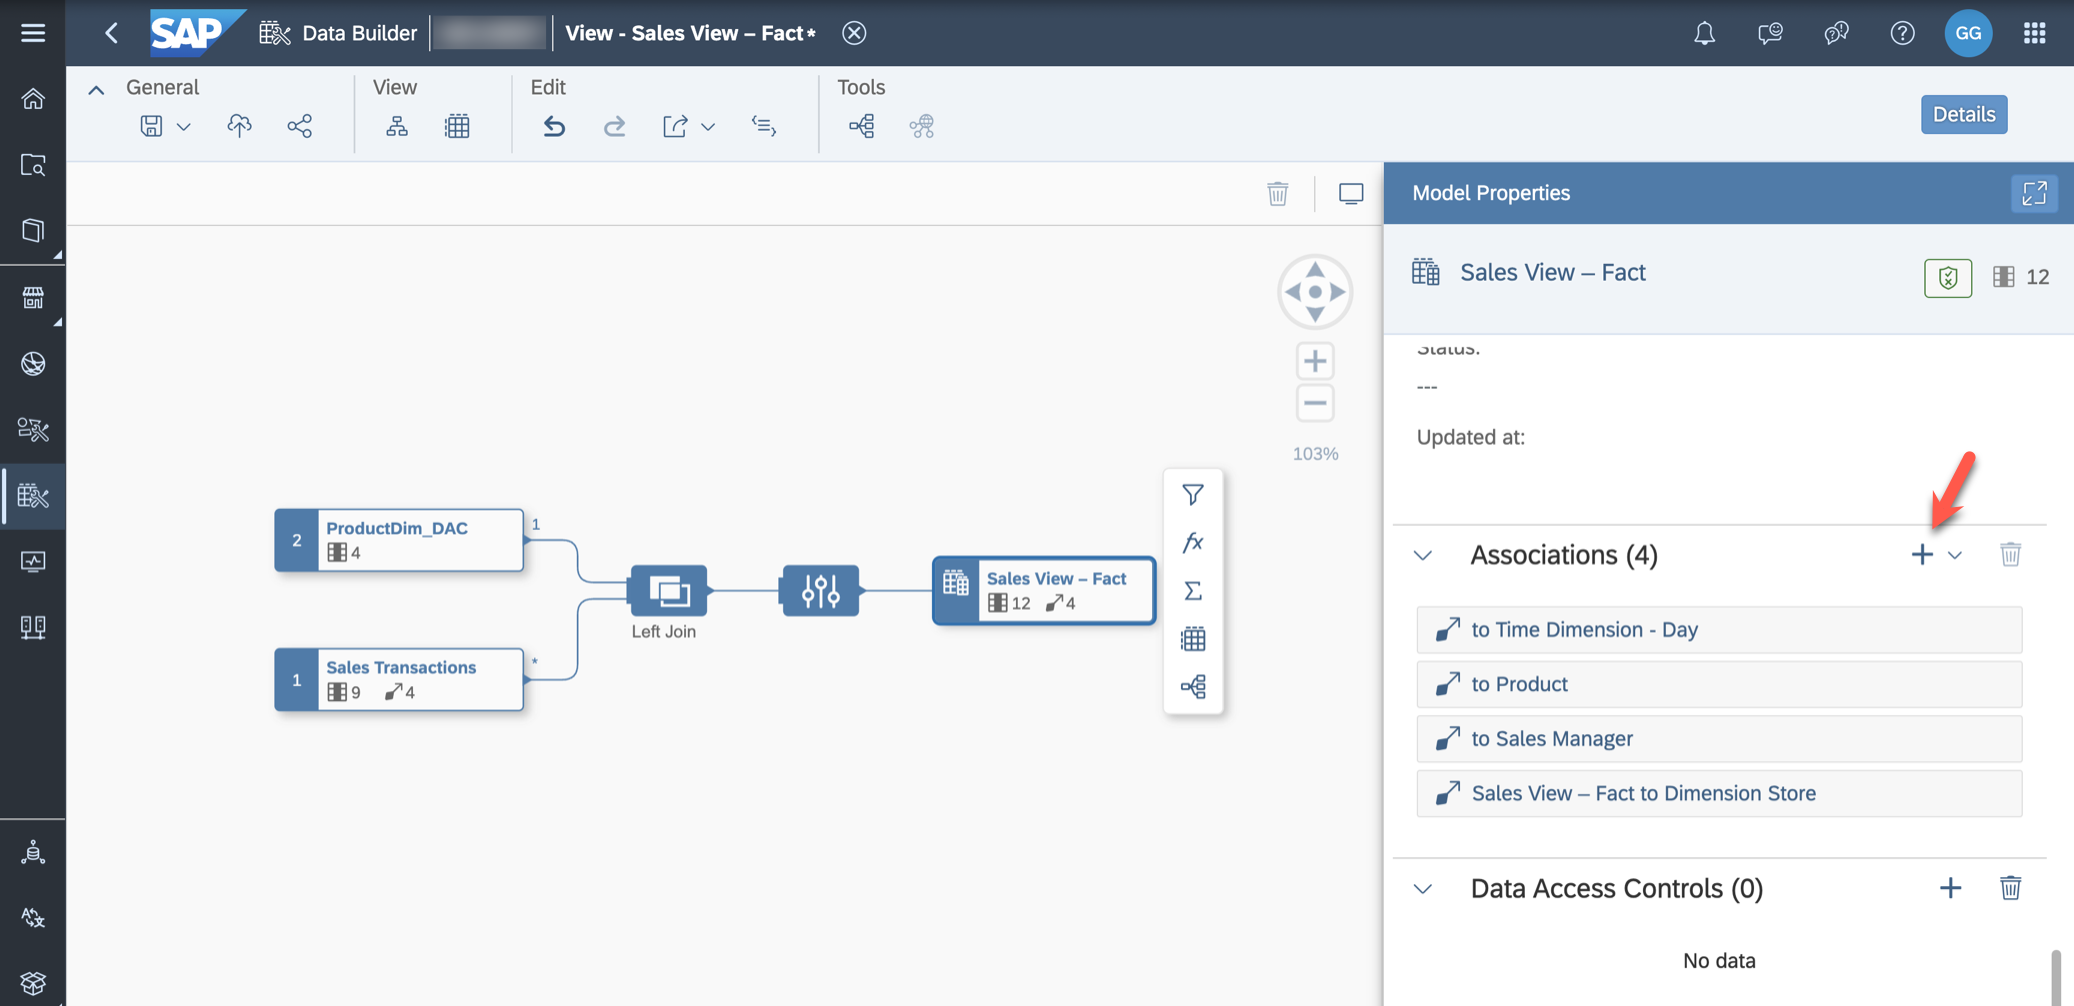 SAP Data Builder View - Sales View – Fact* GG
General View Edit Tools
Details
Model Properties
Sales View – Fact 12
Status:
---
Updated at:
103%
2 ProductDim_DAC 1
4
Left Join
Sales View – Fact
12 4
1 Sales Transactions *
9 4
fx
Σ
Associations (4)
to Time Dimension - Day
to Product
to Sales Manager
Sales View – Fact to Dimension Store
Data Access Controls (0)
No data